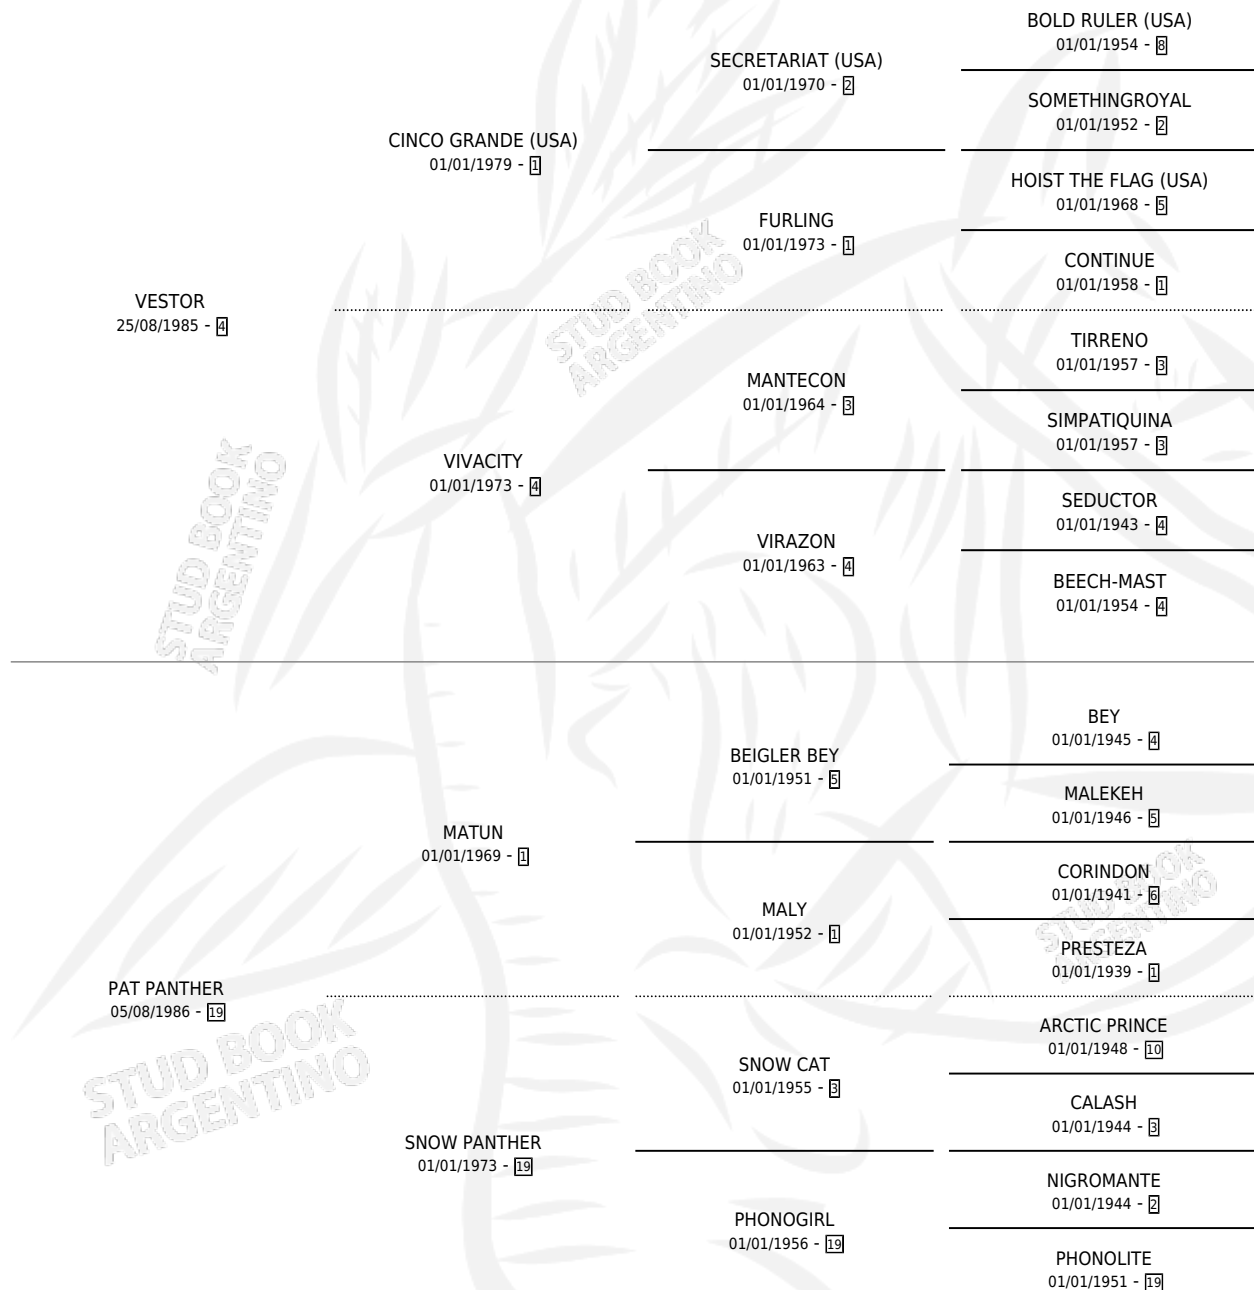 BOLD RULER (USA)
01/01/1954 - 8
SECRETARIAT (USA)
01/01/1970 - 2
SOMETHINGROYAL
01/01/1952 - 2
CINCO GRANDE (USA)
01/01/1979 - 1
HOIST THE FLAG (USA)
01/01/1968 - 5
FURLING
01/01/1973 - 1
CONTINUE
01/01/1958 - 1
VESTOR
25/08/1985 - 4
STUD BOOK
ARGENTINO
TIRRENO
01/01/1957 - 3
MANTECON
01/01/1964 - 3
SIMPATIQUINA
01/01/1957 - 3
VIVACITY
01/01/1973 - 4
SEDUCTOR
01/01/1943 - 4
VIRAZON
01/01/1963 - 4
BEECH-MAST
01/01/1954 - 4
STUD BOOK
ARGENTINO
BEY
01/01/1945 - 4
BEIGLER BEY
01/01/1951 - 5
MALEKEH
01/01/1946 - 5
MATUN
01/01/1969 - 1
CORINDON
01/01/1941 - 6
MALY
01/01/1952 - 1
PRESTEZA
01/01/1939 - 1
STUD BOOK
ARGENTINO
PAT PANTHER
05/08/1986 - 19
ARCTIC PRINCE
01/01/1948 - 10
SNOW CAT
01/01/1955 - 3
CALASH
01/01/1944 - 3
STUD BOOK
ARGENTINO
SNOW PANTHER
01/01/1973 - 19
NIGROMANTE
01/01/1944 - 2
PHONOGIRL
01/01/1956 - 19
PHONOLITE
01/01/1951 - 19